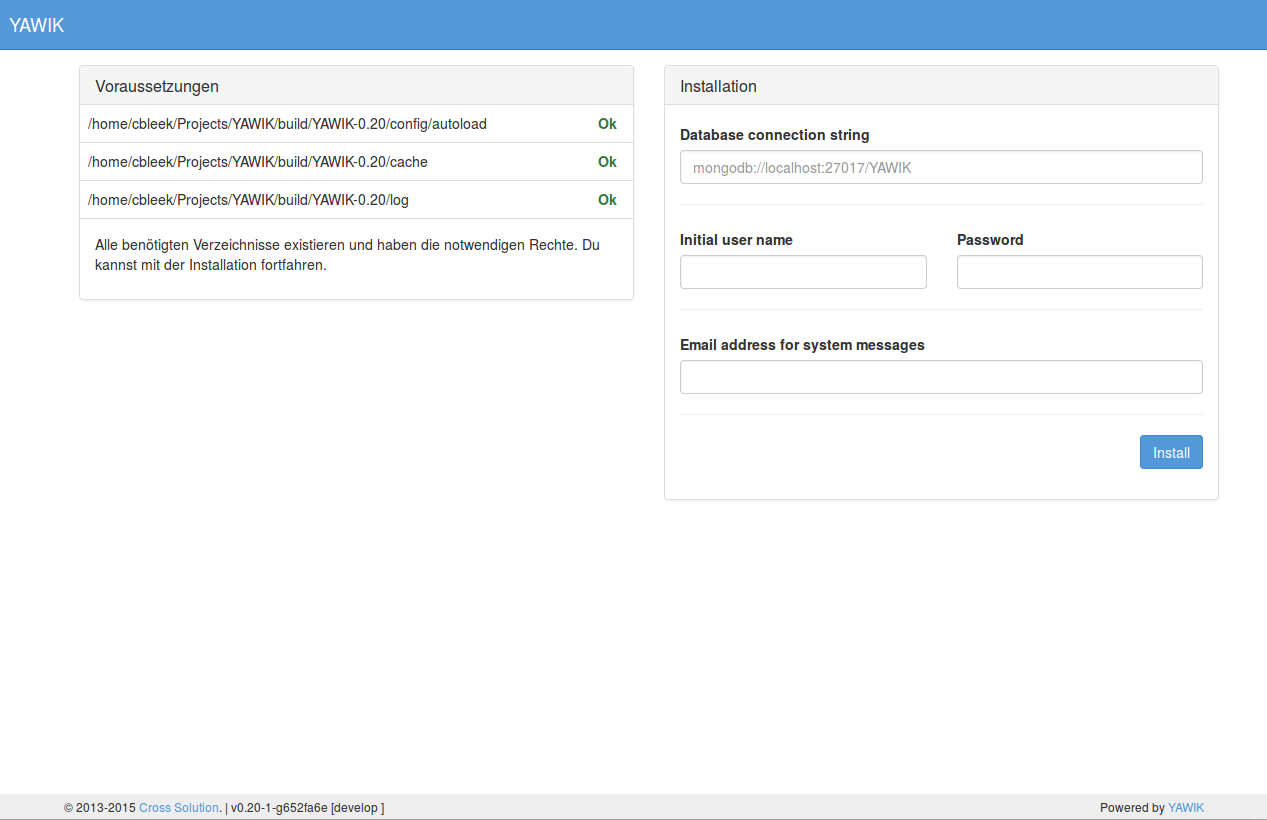 YAWIK
Voraussetzungen
/home/cbleek/Projects/YAWIK/build/YAWIK-0.20/config/autoload Ok
/home/cbleek/Projects/YAWIK/build/YAWIK-0.20/cache Ok
/home/cbleek/Projects/YAWIK/build/YAWIK-0.20/log Ok
Alle benötigten Verzeichnisse existieren und haben die notwendigen Rechte. Du
kannst mit der Installation fortfahren.
Installation
Database connection string
mongodb://localhost:27017/YAWIK
Initial user name Password
Email address for system messages
Install
© 2013-2015 Cross Solution. | v0.20-1-g652fa6e [develop ] Powered by YAWIK